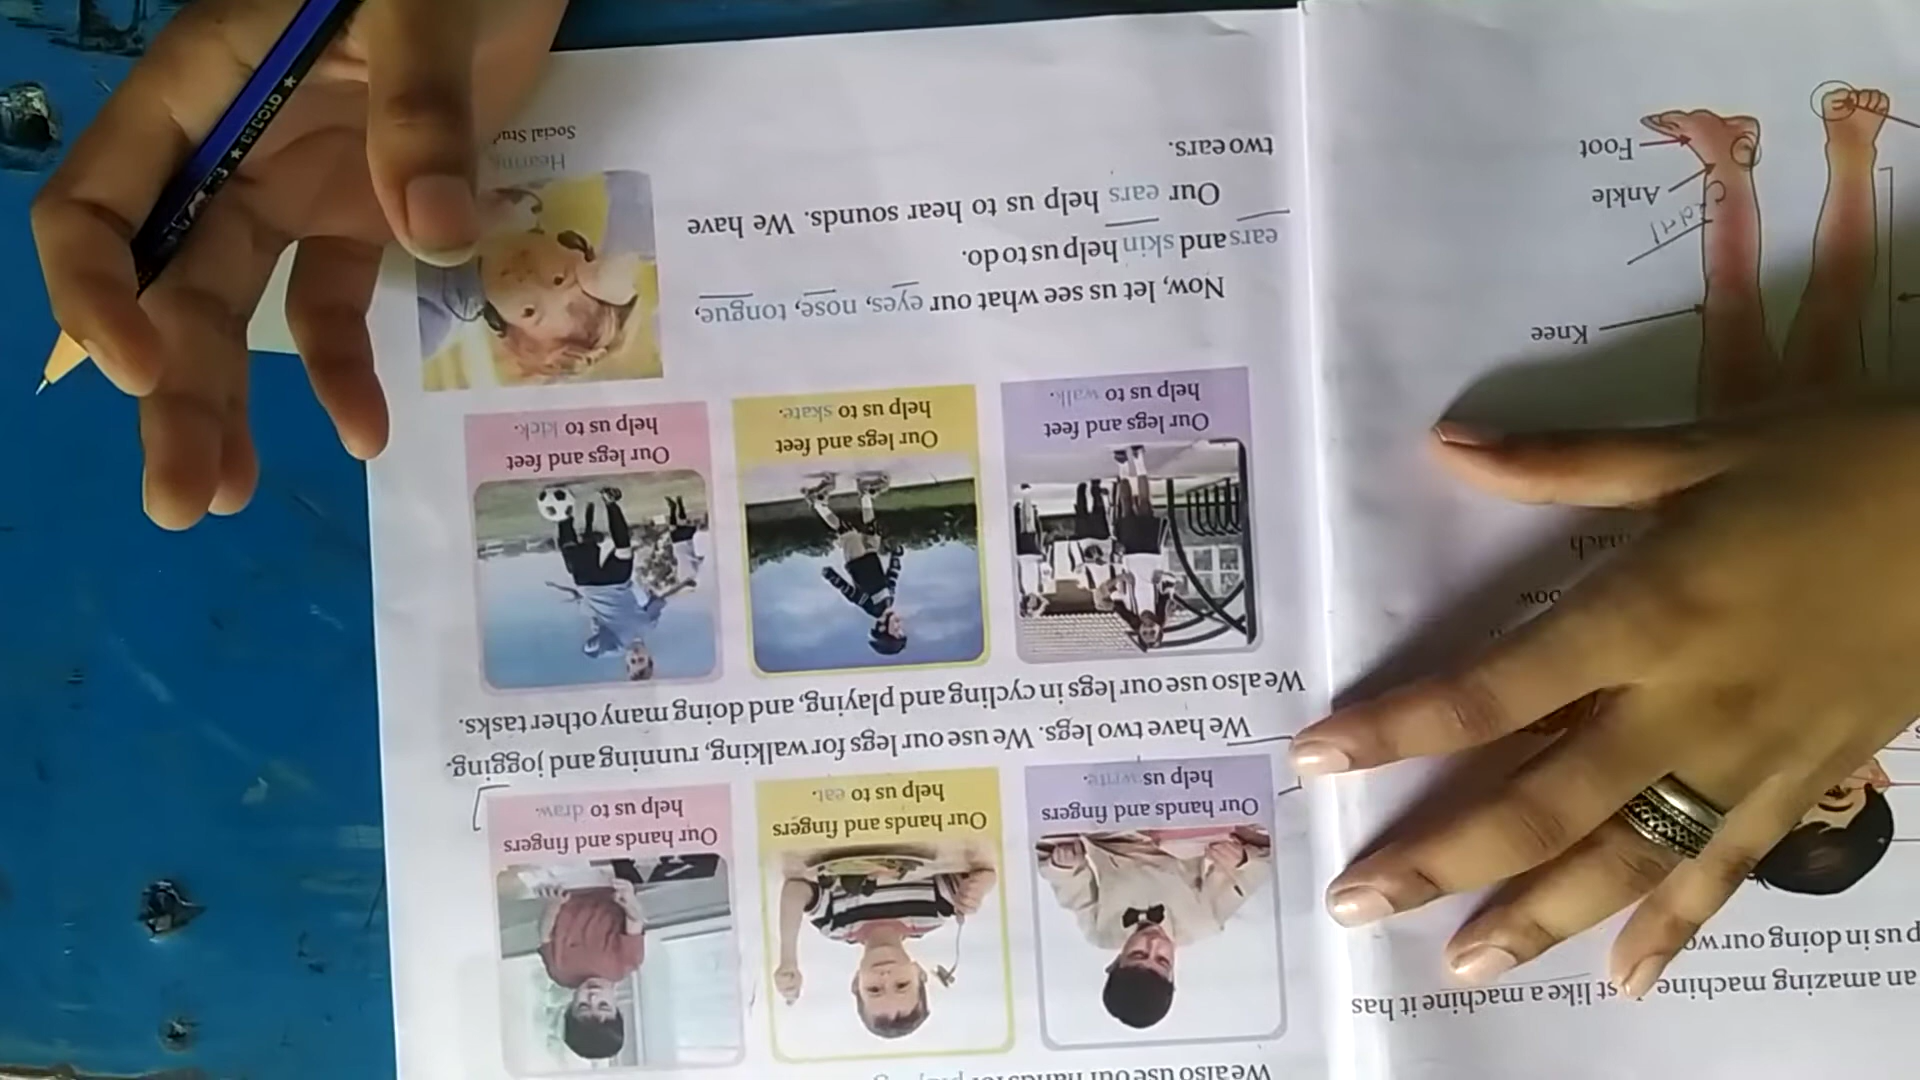 an amazing machine
st like a machine it has
p us in doing our wo
Knee
Ankle
Foot
We also use our hands
Our hands and fingers
help us write.
Our hands and fingers
help us to eat.
Our hands and fingers
help us to draw.
We have two legs. We use our legs for walking, running and jogging.
We also use our legs in cycling and playing, and doing many other tasks.
Our legs and feet
help us to walk.
Our legs and feet
help us to skate.
Our legs and feet
help us to kick.
Now, let us see what our eyes, nose, tongue,
ears and skin help us to do.
Our ears help us to hear sounds. We have
two ears.
Hearing
Social Stud